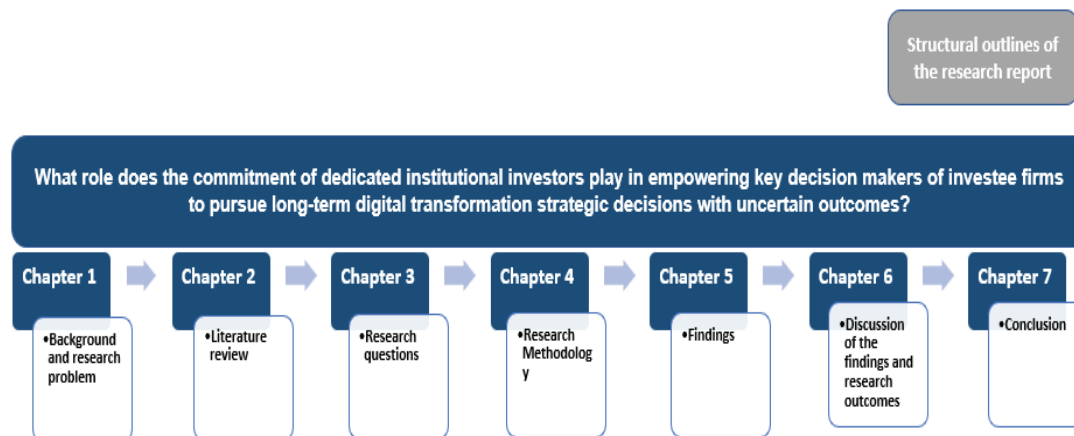 Structural outlines of
the research report
What role does the commitment of dedicated institutional investors play in empowering key decision makers of investee firms
to pursue long-term digital transformation strategic decisions with uncertain outcomes?
Chapter 1
•Background
and research
problem
Chapter 2
•Literature
review
Chapter 3
•Research
questions
Chapter 4
•Research
Methodolog
y
Chapter 5
•Findings
Chapter 6
•Discussion
of the
findings and
research
outcomes
Chapter 7
•Conclusion